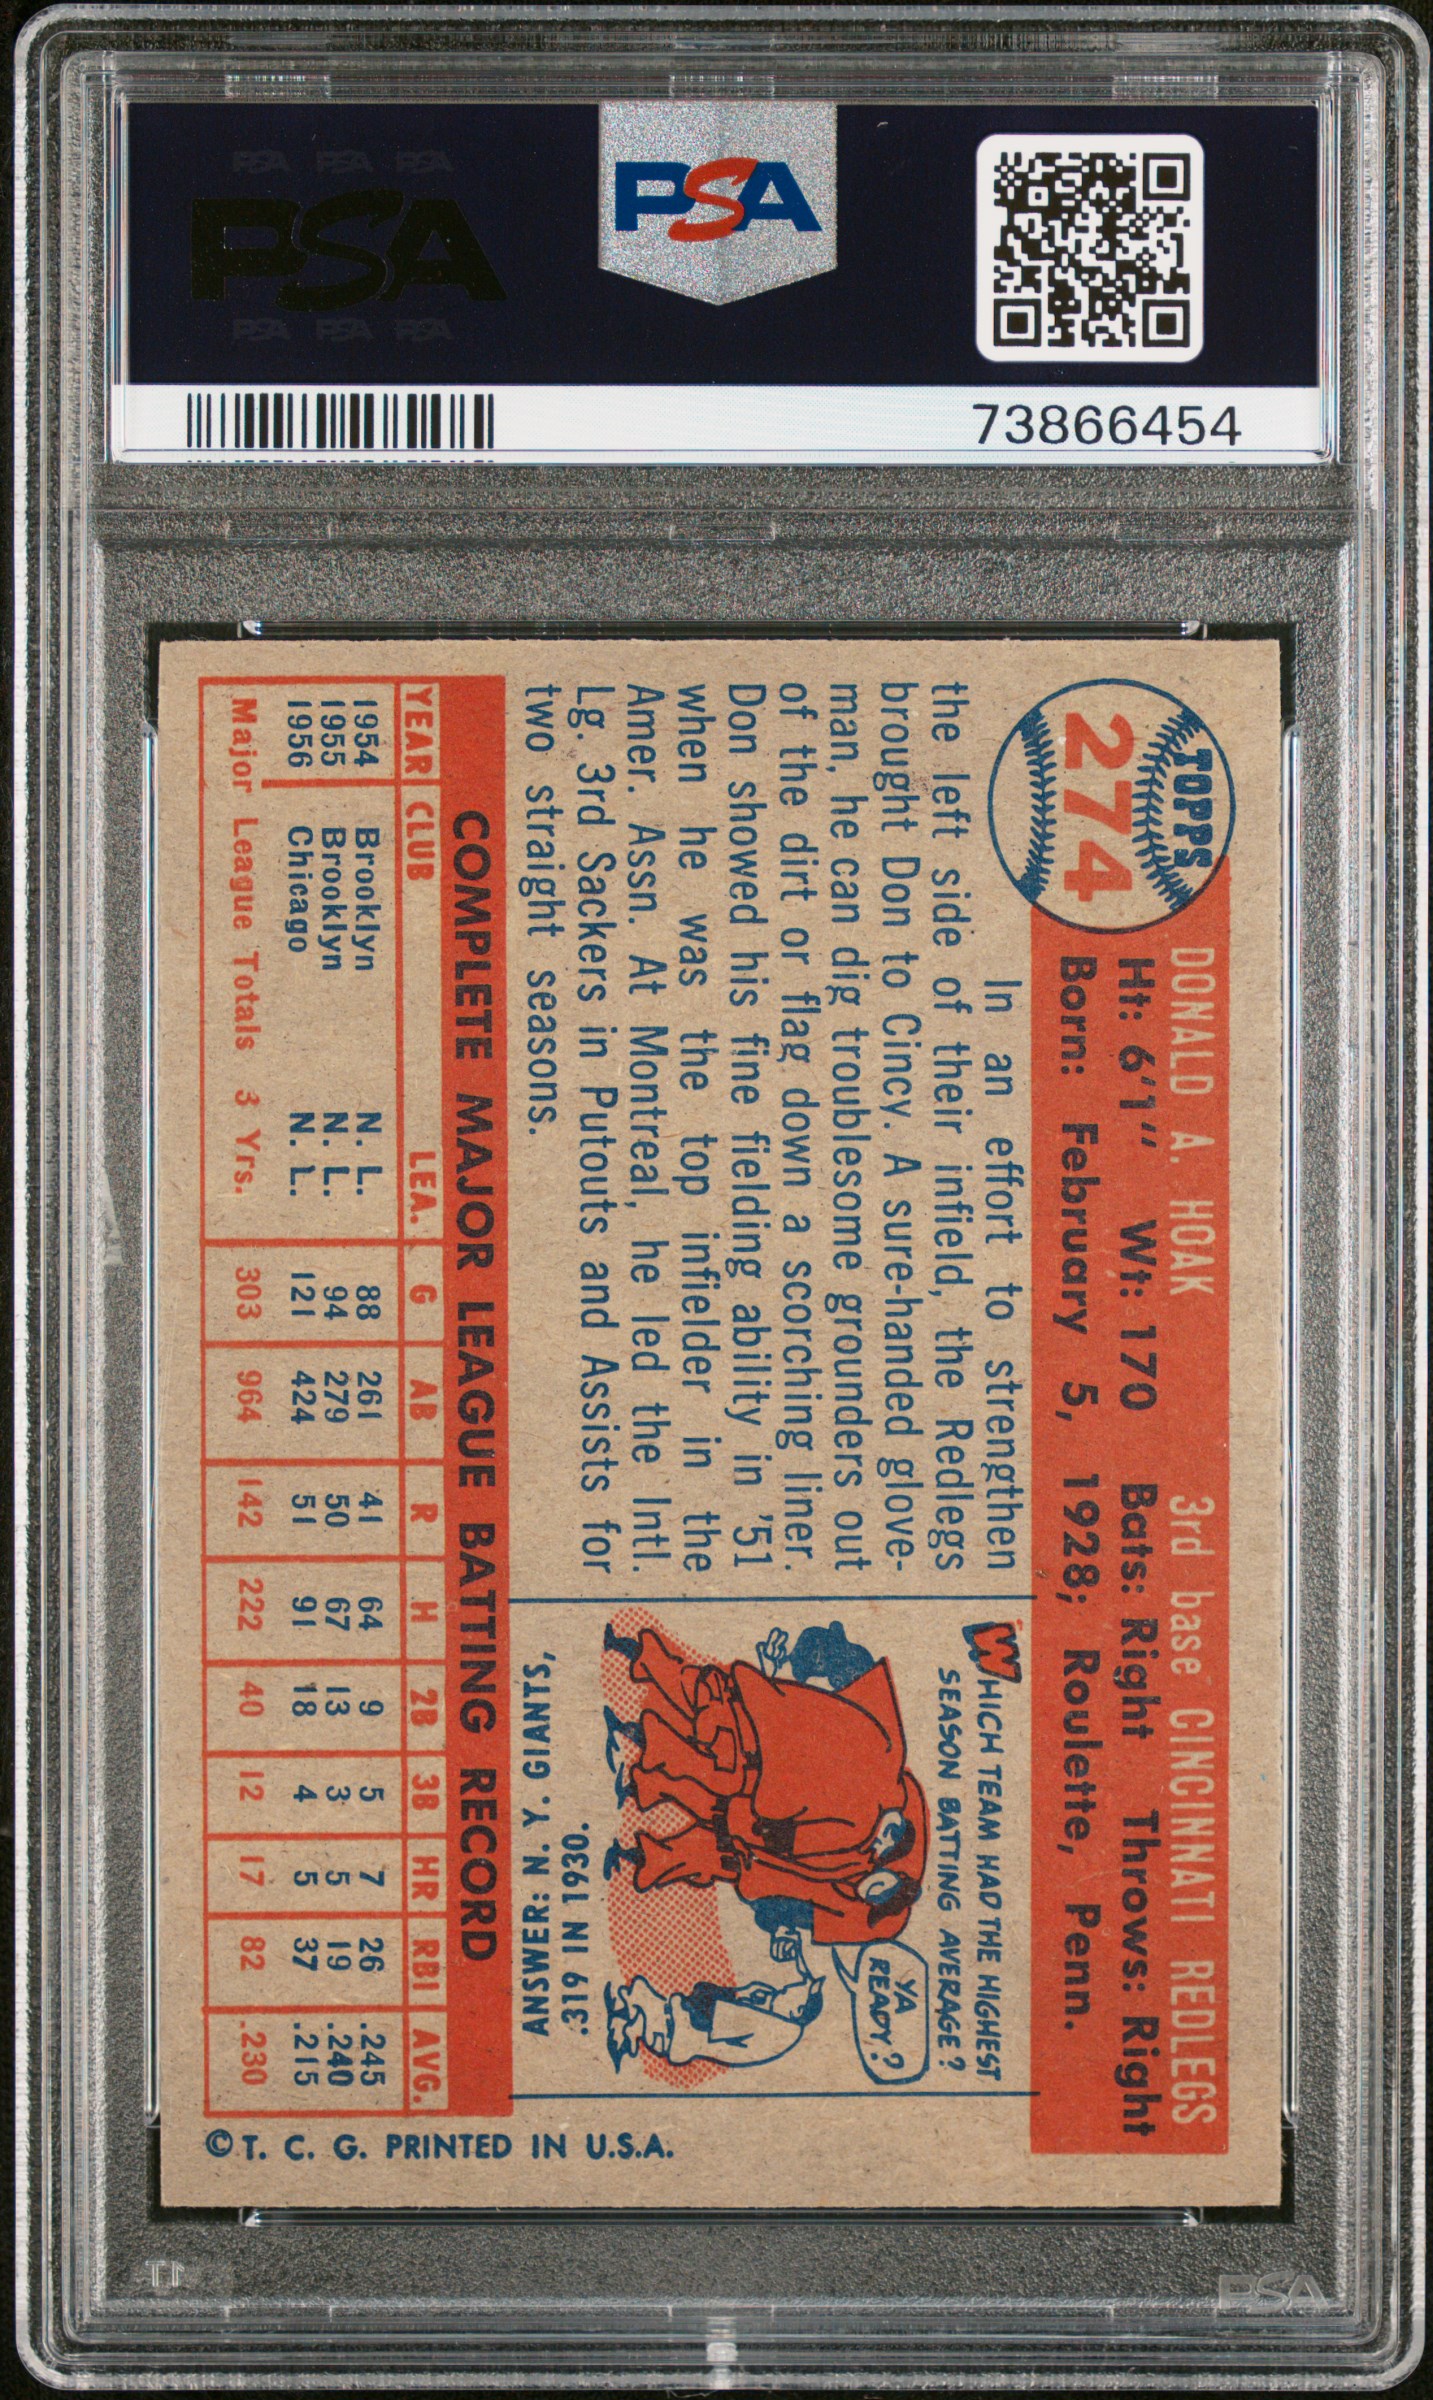 PSA PSA PSA
PSA
PSA PSA PSA
PSA
73866454
TOPPS
274
DONALD A. HOAK 3rd base CINCINNATI REDLEGS
Ht: 6'1" Wt: 170 Bats: Right Throws: Right
Born: February 5, 1928; Roulette, Penn.
In an effort to strengthen
the left side of their infield, the Redlegs
brought Don to Cincy. A sure-handed glove-
man, he can dig troublesome grounders out
of the dirt or flag down a scorching liner.
Don showed his fine fielding ability in '51
when he was the top infielder in the
Amer. Assn. At Montreal, he led the Intl.
Lg. 3rd Sackers in Putouts and Assists for
two straight seasons.
WHICH TEAM HAD THE HIGHEST
SEASON BATTING AVERAGE?
YA
READY?
ANSWER: N. Y. GIANTS,
.319 IN 1930.
COMPLETE MAJOR LEAGUE BATTING RECORD
YEAR CLUB LEA. G AB R H 2B 3B HR RBI AVG.
1954 Brooklyn N. L. 88 261 41 64 9 5 7 26 .245
1955 Brooklyn N. L. 94 279 50 67 13 3 5 19 .240
1956 Chicago N. L. 121 424 51 91 18 4 5 37 .215
Major League Totals 3 Yrs. 303 964 142 222 40 12 17 82 .230
© T. C. G. PRINTED IN U.S.A.
PSA